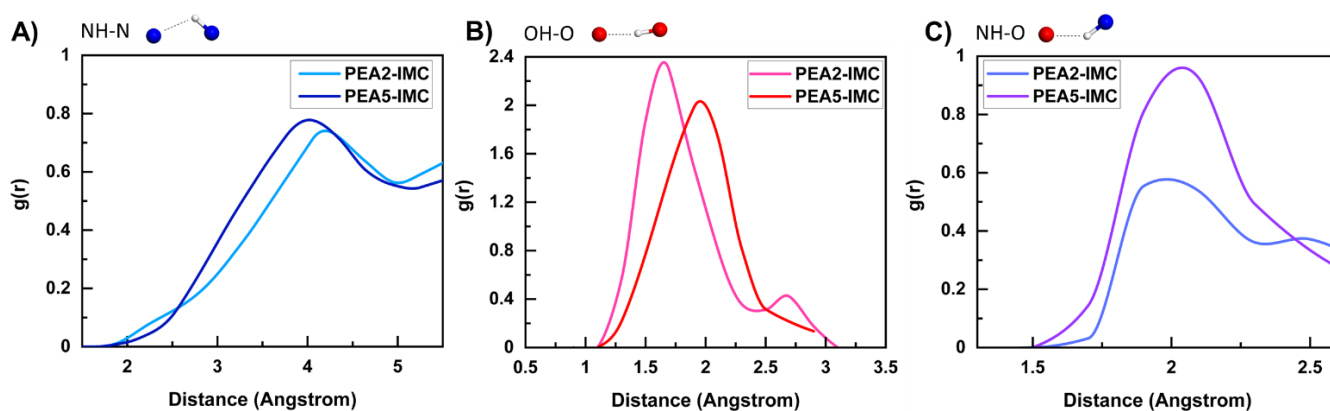 A)
NH-N
PEA2-IMC
PEA5-IMC
g(r)
1
0.8
0.6
0.4
0.2
0
2
3
4
5
Distance (Angstrom)
B)
OH-O
PEA2-IMC
PEA5-IMC
g(r)
2.4
2
1.6
1.2
0.8
0.4
0
0.5
1
1.5
2
2.5
3
3.5
Distance (Angstrom)
C)
NH-O
PEA2-IMC
PEA5-IMC
g(r)
1
0.8
0.6
0.4
0.2
0
1.5
2
2.5
Distance (Angstrom)